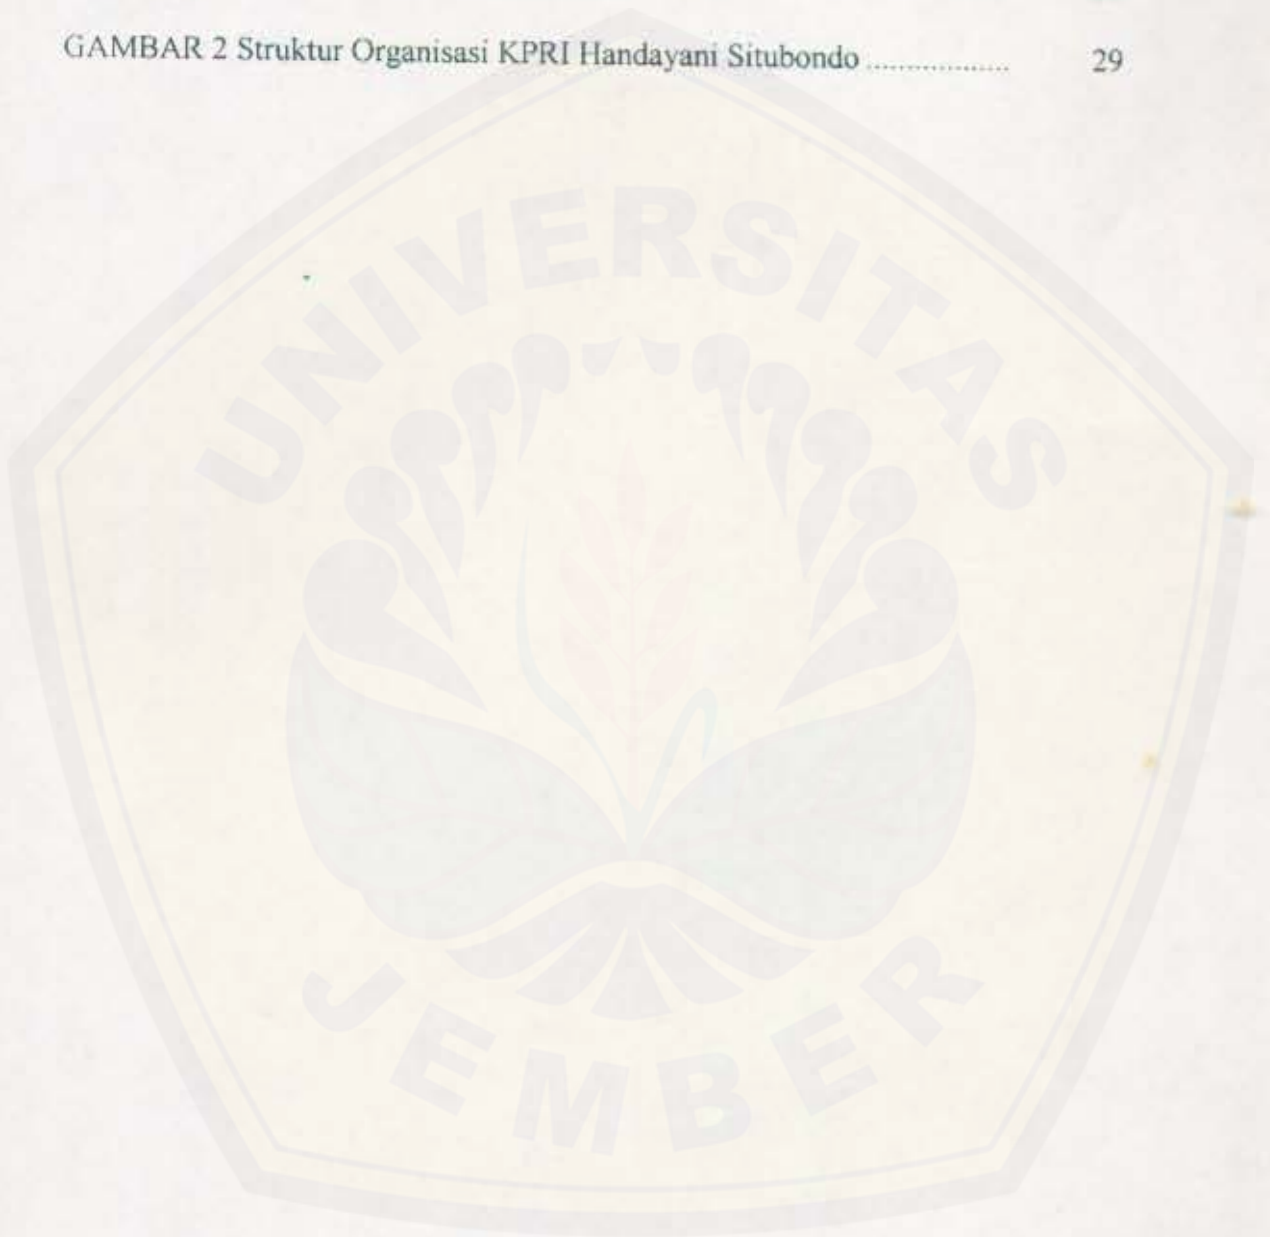 GAMBAR 2 Struktur Organisasi KPRI Handayani Situbondo .................. 29
UNIVERSITAS
JEMBER